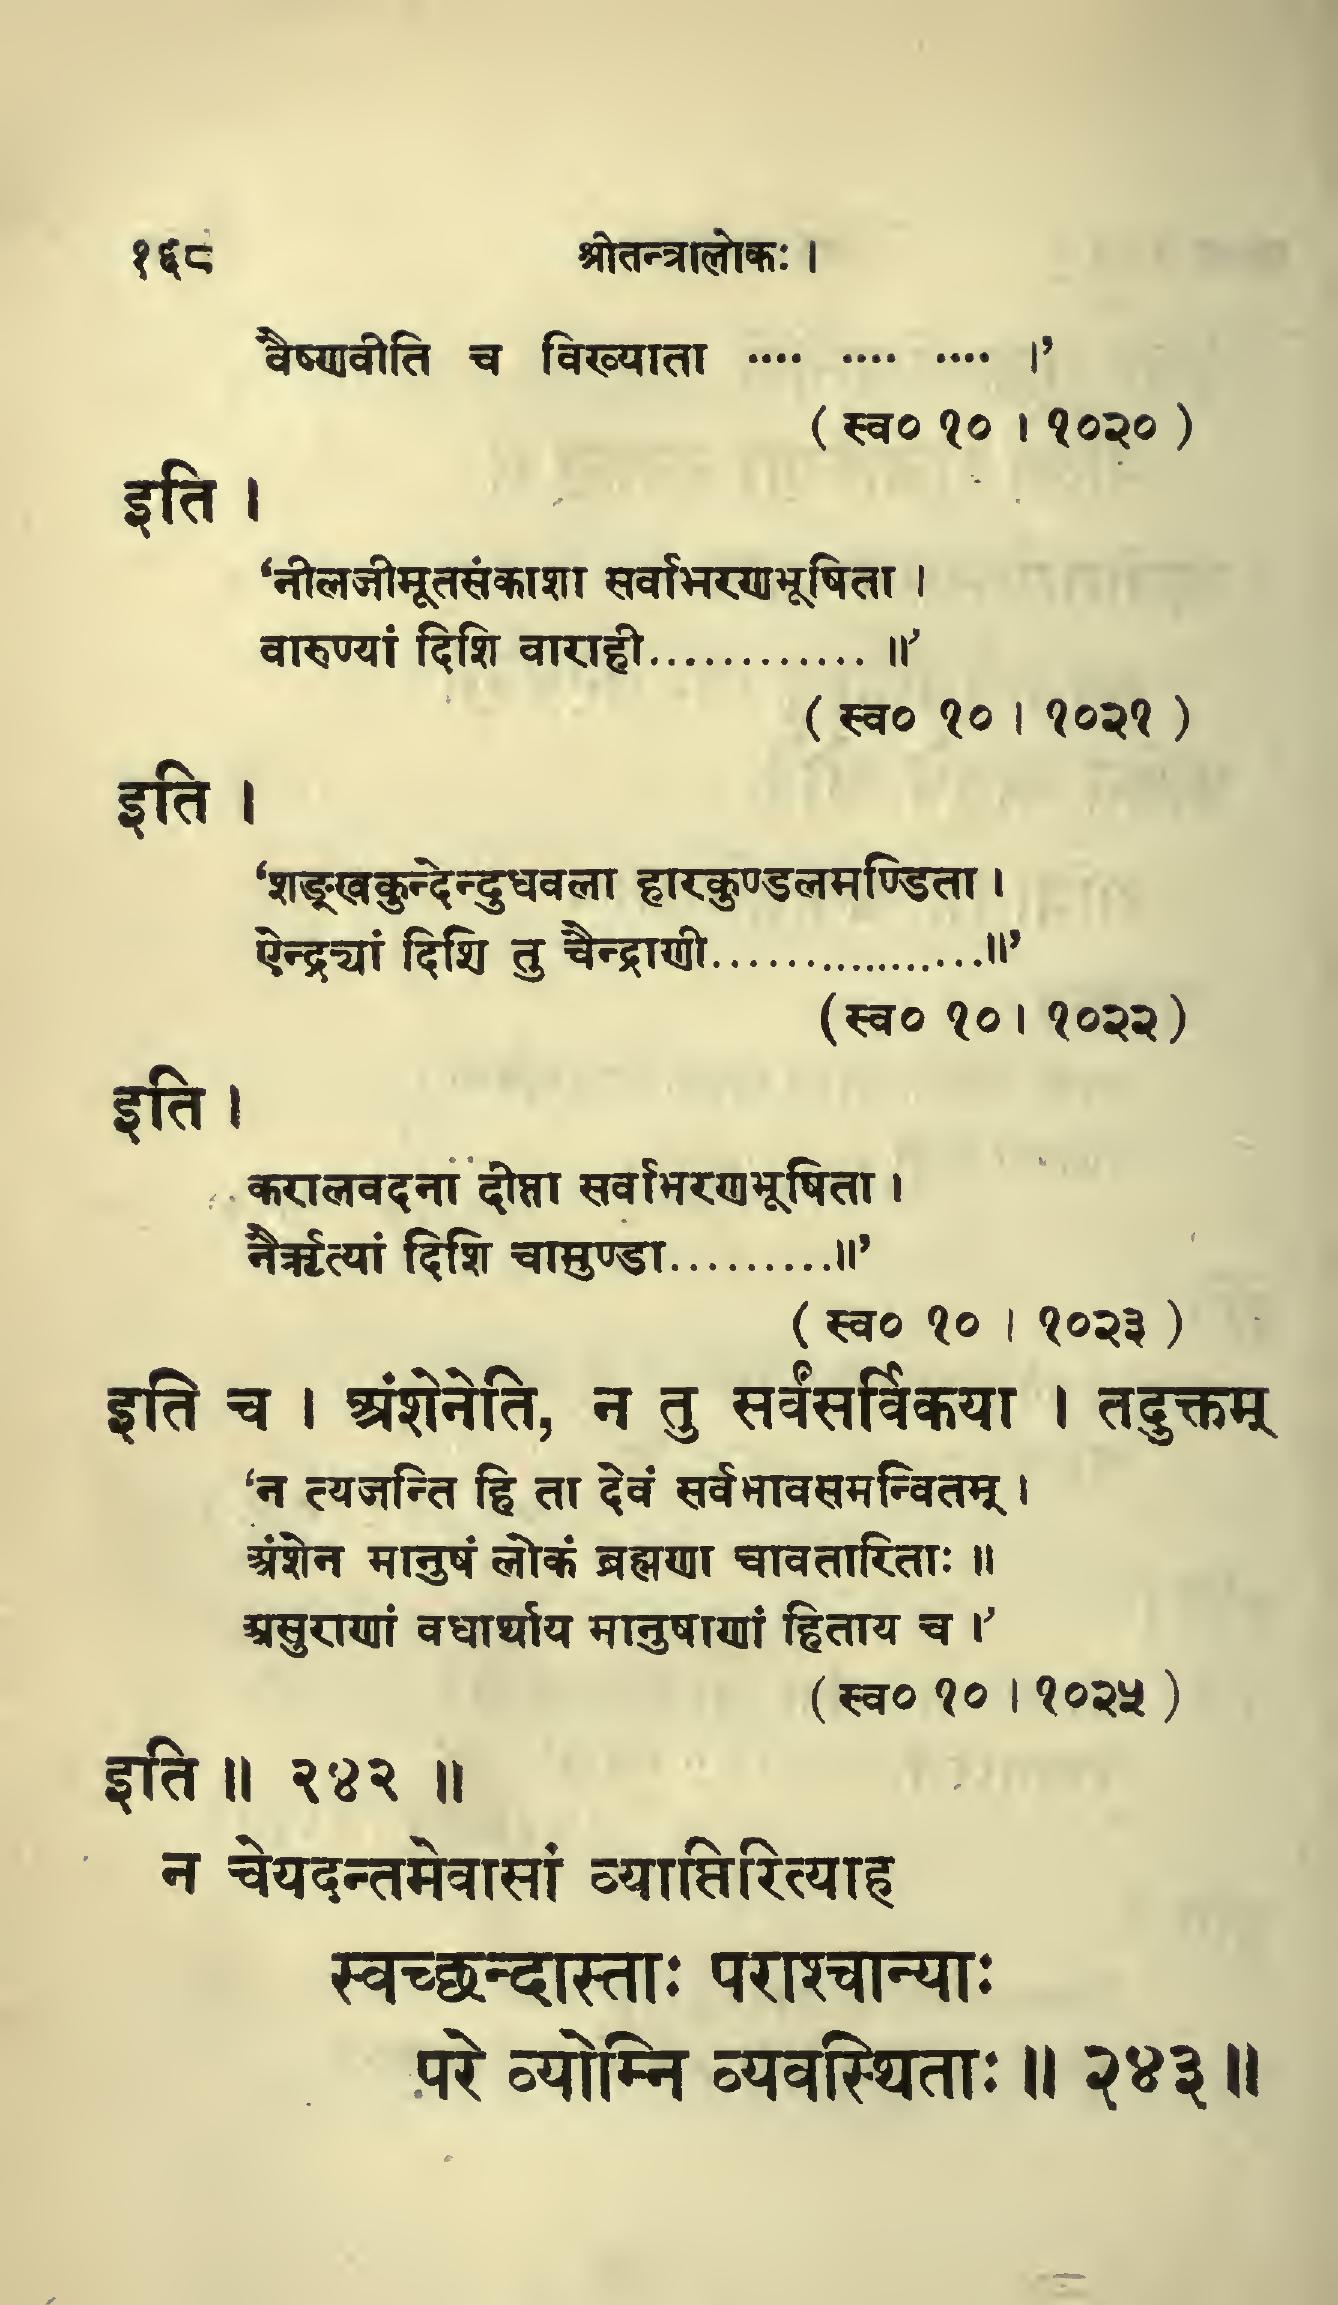 १६८ श्रीतन्त्रालोकः ।
वैष्णवीति च विख्याता .... .... .... ।’
( स्व० १० । १०२० )
इति ।
‘नीलजीमूतसंकाशा सर्वाभरणभूषिता ।
वारुण्यां दिशि वाराही............ ॥’
( स्व० १० । १०२१ )
इति ।
‘शङ्खकुन्देन्दुधवला हारकुण्डलमण्डिता ।
ऐन्द्र्यां दिशि तु चैन्द्राणी..................॥’
( स्व० १० । १०२२ )
इति ।
करालवदना दीप्ता सर्वाभरणभूषिता ।
नैरृत्यां दिशि चामुण्डा.........॥’
( स्व० १० । १०२३ )
इति च । अंशेनेति, न तु सर्वंसर्विकया । तदुक्तम्
‘न त्यजन्ति हि ता देवं सर्वभावसमन्वितम् ।
अंशेन मानुषं लोकं ब्रह्मणा चावतारिताः ॥
असुराणां वधार्थाय मानुषाणां हिताय च ।’
( स्व० १० । १०२५ )
इति ॥ २४२ ॥
न चेयदन्तमेवासां व्याप्तिरित्याह
स्वच्छन्दास्ताः पराश्चान्याः
परे व्योम्नि व्यवस्थिताः ॥ २४३ ॥